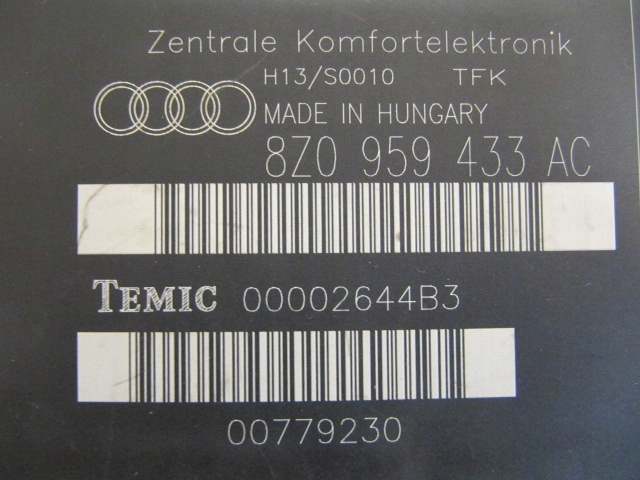 Zentrale Komfortelektronik
H13/S0010 TFK
MADE IN HUNGARY
8Z0 959 433 AC
TEMIC 00002644B3
00779230